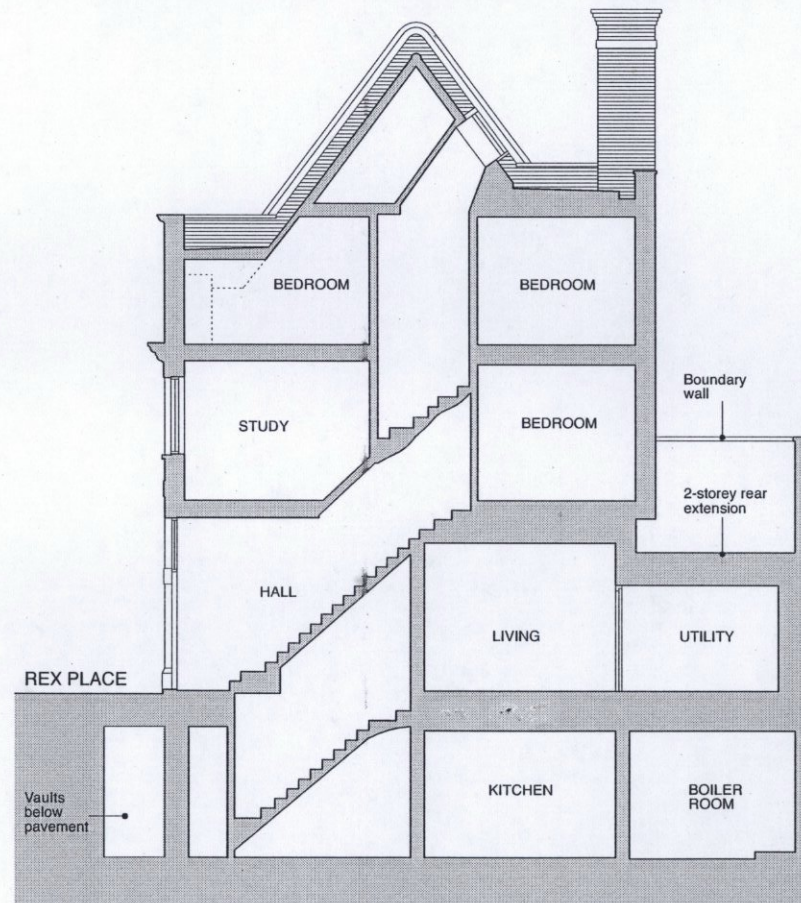 BEDROOM
BEDROOM
STUDY
BEDROOM
Boundary
wall
2-storey rear
extension
HALL
LIVING
UTILITY
REX PLACE
Vaults
below
pavement
KITCHEN
BOILER
ROOM